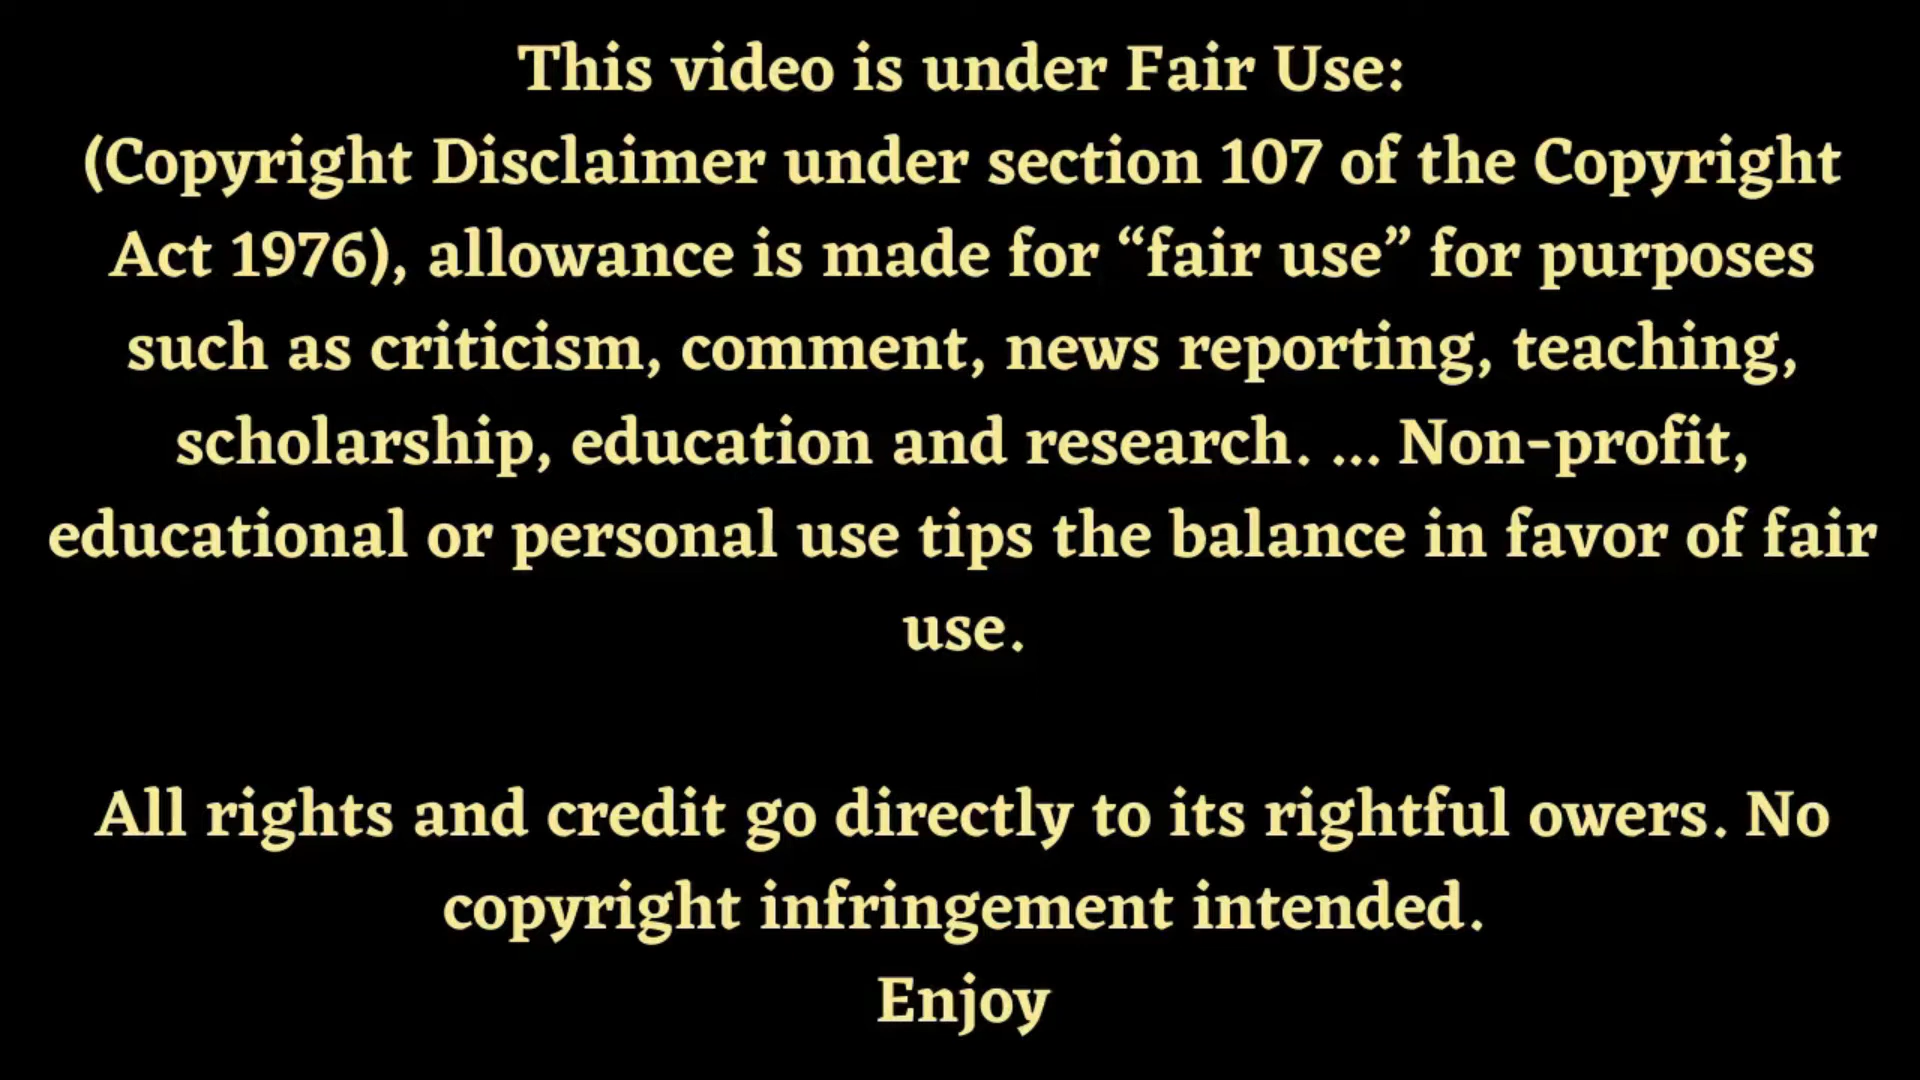 This video is under Fair Use:
(Copyright Disclaimer under section 107 of the Copyright
Act 1976), allowance is made for “fair use” for purposes
such as criticism, comment, news reporting, teaching,
scholarship, education and research. ... Non-profit,
educational or personal use tips the balance in favor of fair
use.
All rights and credit go directly to its rightful owers. No
copyright infringement intended.
Enjoy